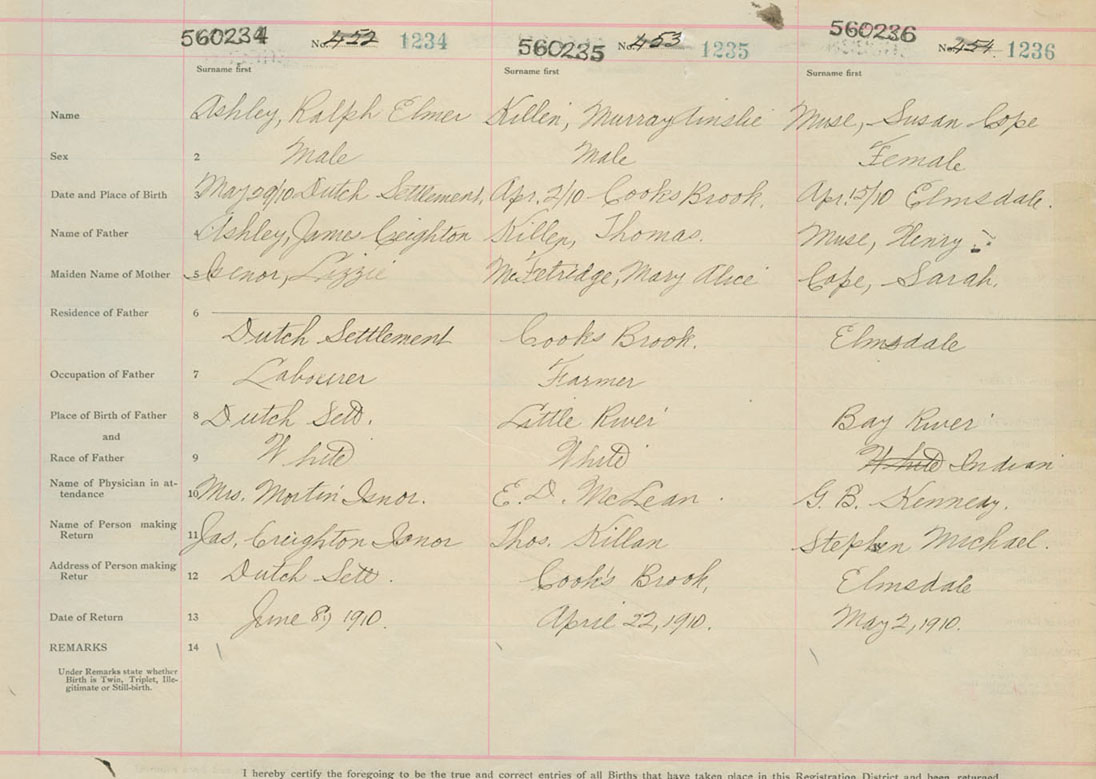 560234 No. 452 1234 560235 No. 453 1235 560236 No. 454 1236
Surname first Surname first Surname first
Name Ashley, Ralph Elmer Killen, Murray Ainslie Muse, Susan Cope
Sex 2 Male Male Female
Date and Place of Birth 3 May 29/10 Dutch Settlement, Apr. 2/10 Cooks Brook. Apr. 15/10 Elmsdale.
Name of Father 4 Ashley, James Creighton Killen, Thomas. Muse, Henry
Maiden Name of Mother 5 Isenor, Lizzie McFetridge, Mary Alice Cope, Sarah.
Residence of Father 6
Dutch Settlement Cooks Brook. Elmsdale
Occupation of Father 7 Labourer Farmer
Place of Birth of Father 8 Dutch Sett. Little River Bay River
and
Race of Father 9 White White White Indian
Name of Physician in at-
tendance 10 Mrs. Mortin Isnor. E. D. McLean. G. B. Kennedy.
Name of Person making
Return 11 Jas. Creighton Isnor Thos. Killan Stephen Michael.
Address of Person making
Retur 12 Dutch Sett. Cook's Brook, Elmsdale
Date of Return 13 June 8, 1910. April 22, 1910. May 2, 1910.
REMARKS 14
Under Remarks state whether
Birth is Twin, Triplet, Ille-
gitimate or Still-birth.
I hereby certify the foregoing to be the true and correct entries of all Births that have taken place in this Registration District and been returned